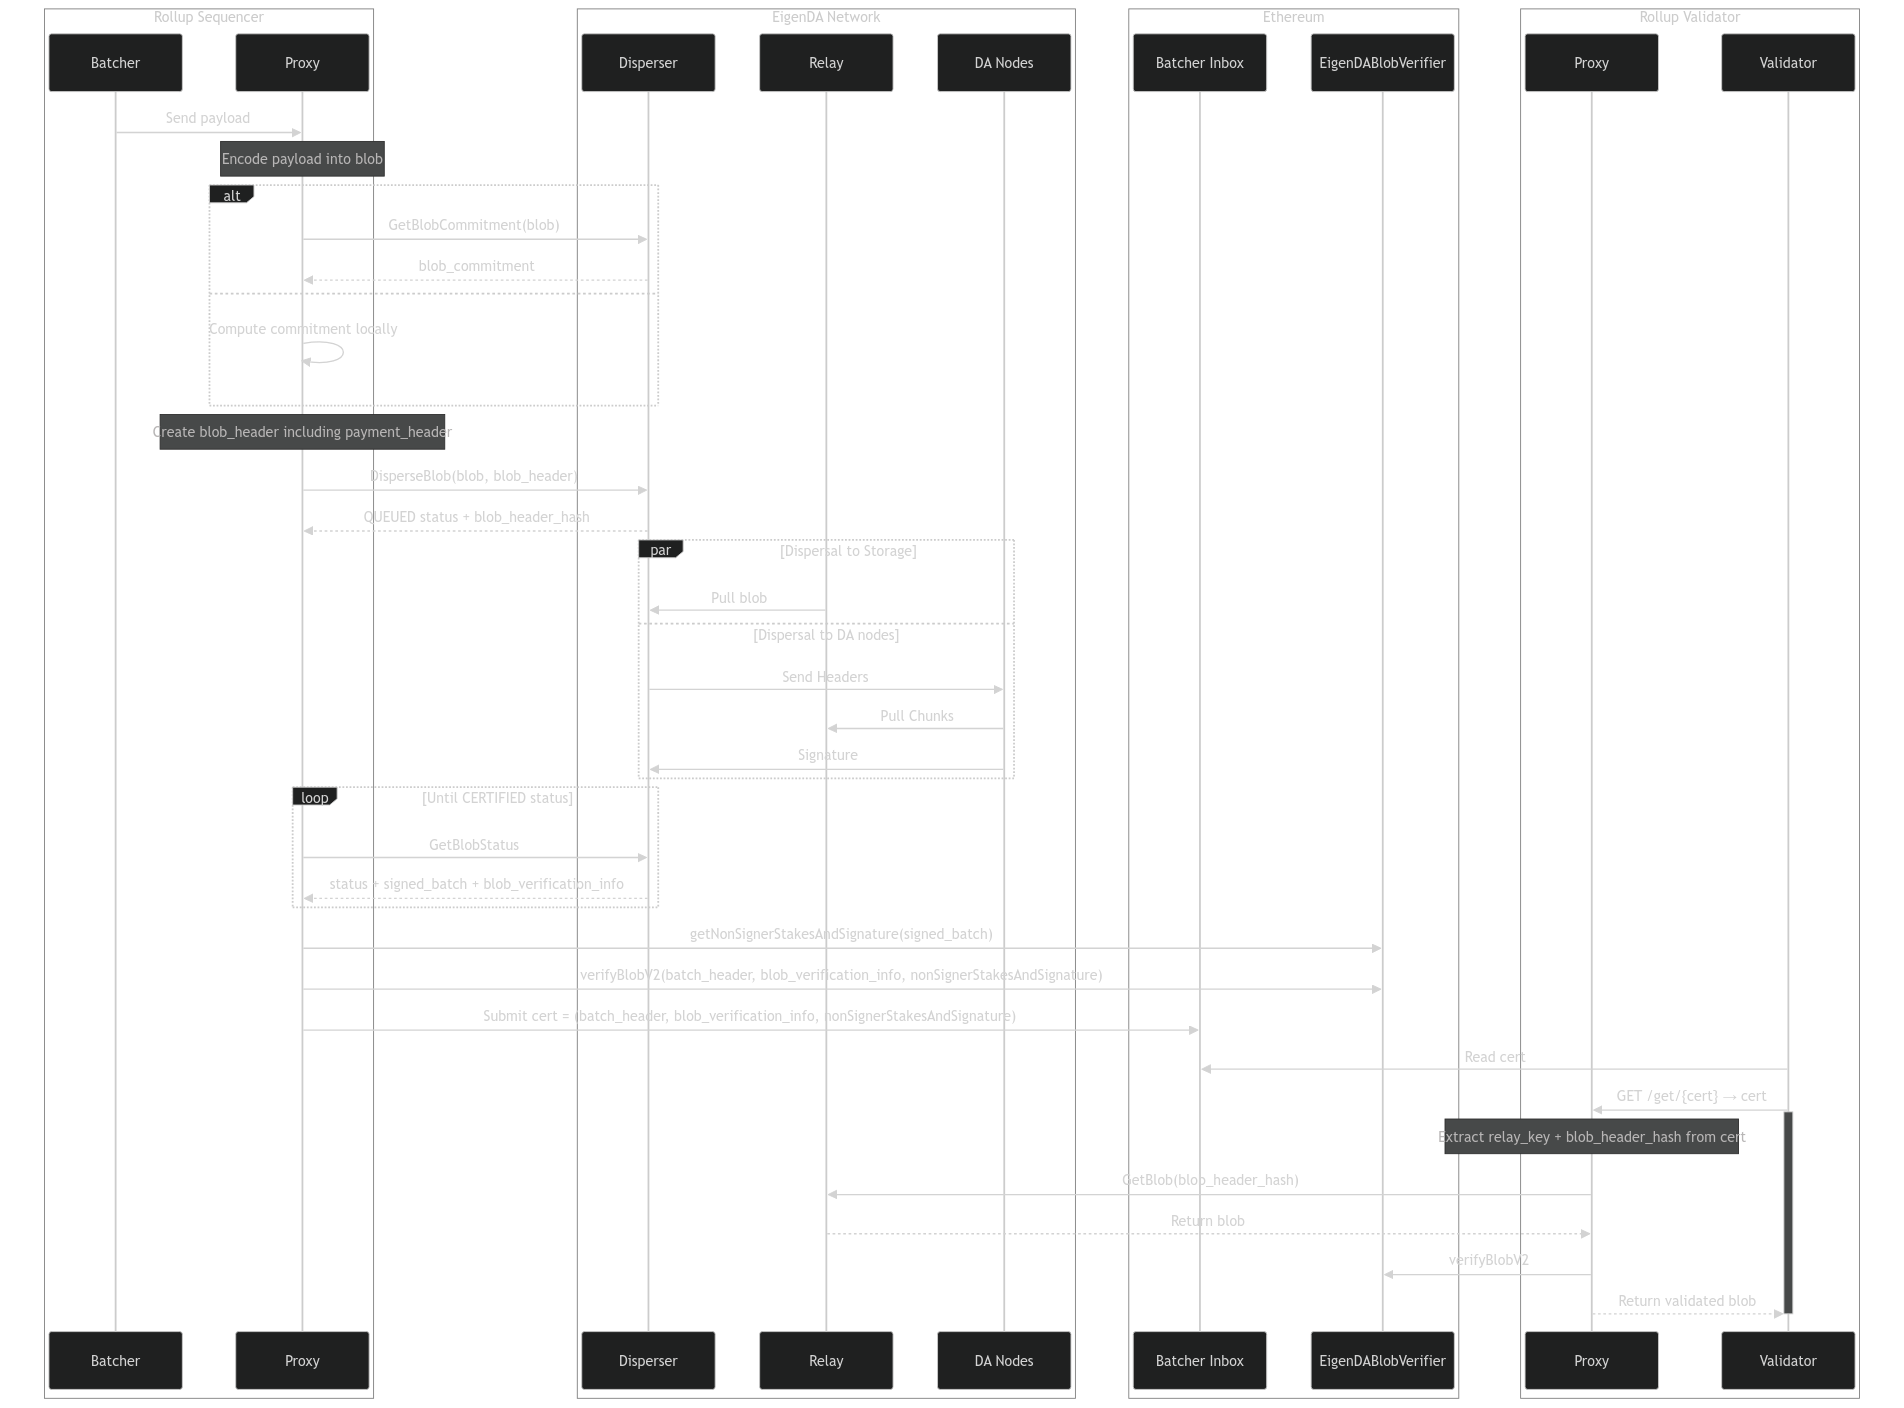 Rollup Sequencer
EigenDA Network
Ethereum
Rollup Validator
Batcher
Proxy
Disperser
Relay
DA Nodes
Batcher Inbox
EigenDABlobVerifier
Proxy
Validator
Send payload
Encode payload into blob
alt
GetBlobCommitment(blob)
blob_commitment
Compute commitment locally
Create blob_header including payment_header
DisperseBlob(blob, blob_header)
QUEUED status + blob_header_hash
par
[Dispersal to Storage]
Pull blob
[Dispersal to DA nodes]
Send Headers
Pull Chunks
Signature
loop
[Until CERTIFIED status]
GetBlobStatus
status + signed_batch + blob_verification_info
getNonSignerStakesAndSignature(signed_batch)
verifyBlobV2(batch_header, blob_verification_info, nonSignerStakesAndSignature)
Submit cert = (batch_header, blob_verification_info, nonSignerStakesAndSignature)
Read cert
GET /get/{cert} → cert
Extract relay_key + blob_header_hash from cert
GetBlob(blob_header_hash)
Return blob
verifyBlobV2
Return validated blob
Batcher
Proxy
Disperser
Relay
DA Nodes
Batcher Inbox
EigenDABlobVerifier
Proxy
Validator